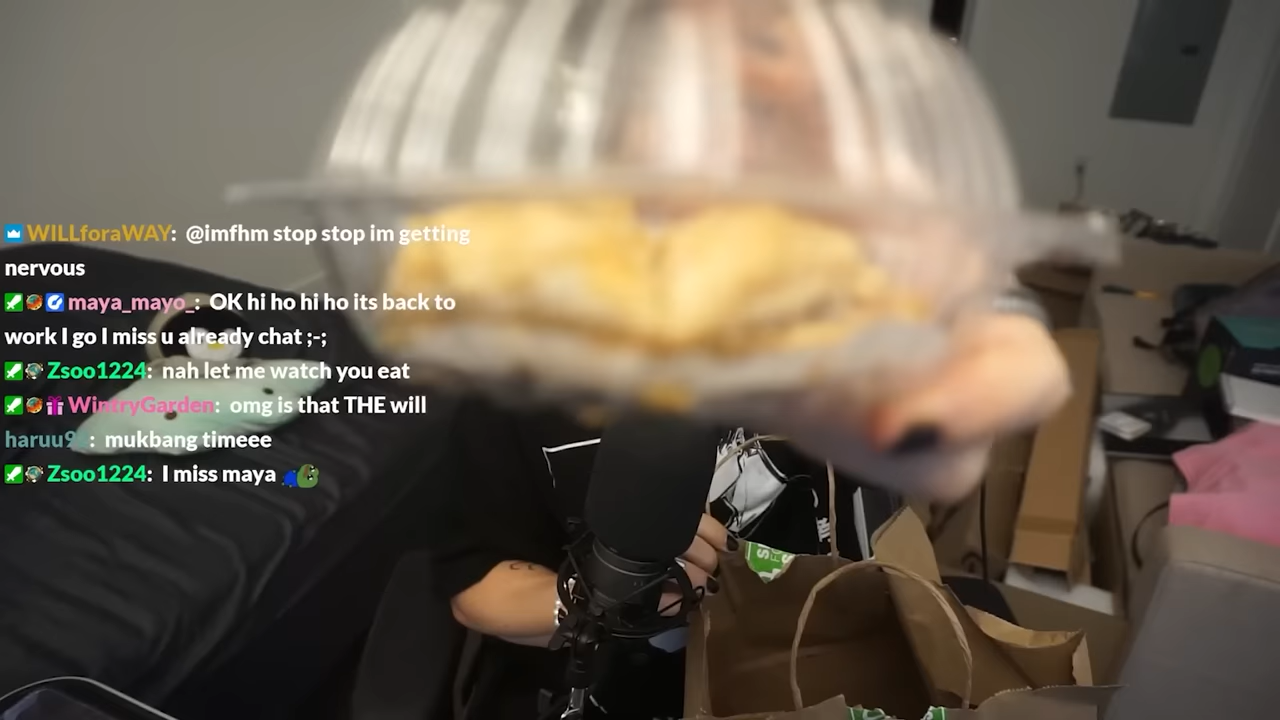 WILLforaWAY: @imfhm stop stop im getting
nervous
maya_mayo_: OK hi ho hi ho its back to
work I go I miss u already chat ;-;
Zsoo1224: nah let me watch you eat
WintryGarden: omg is that THE will
haruu9: mukbang timeee
Zsoo1224: I miss maya